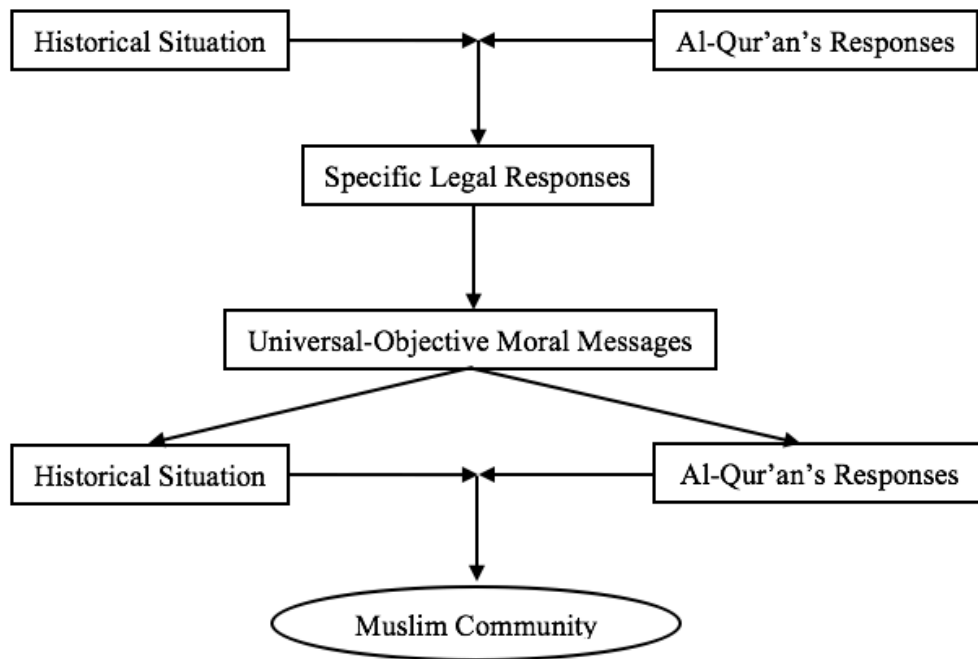 Historical Situation
Al-Qur’an’s Responses
Specific Legal Responses
Universal-Objective Moral Messages
Historical Situation
Al-Qur’an’s Responses
Muslim Community